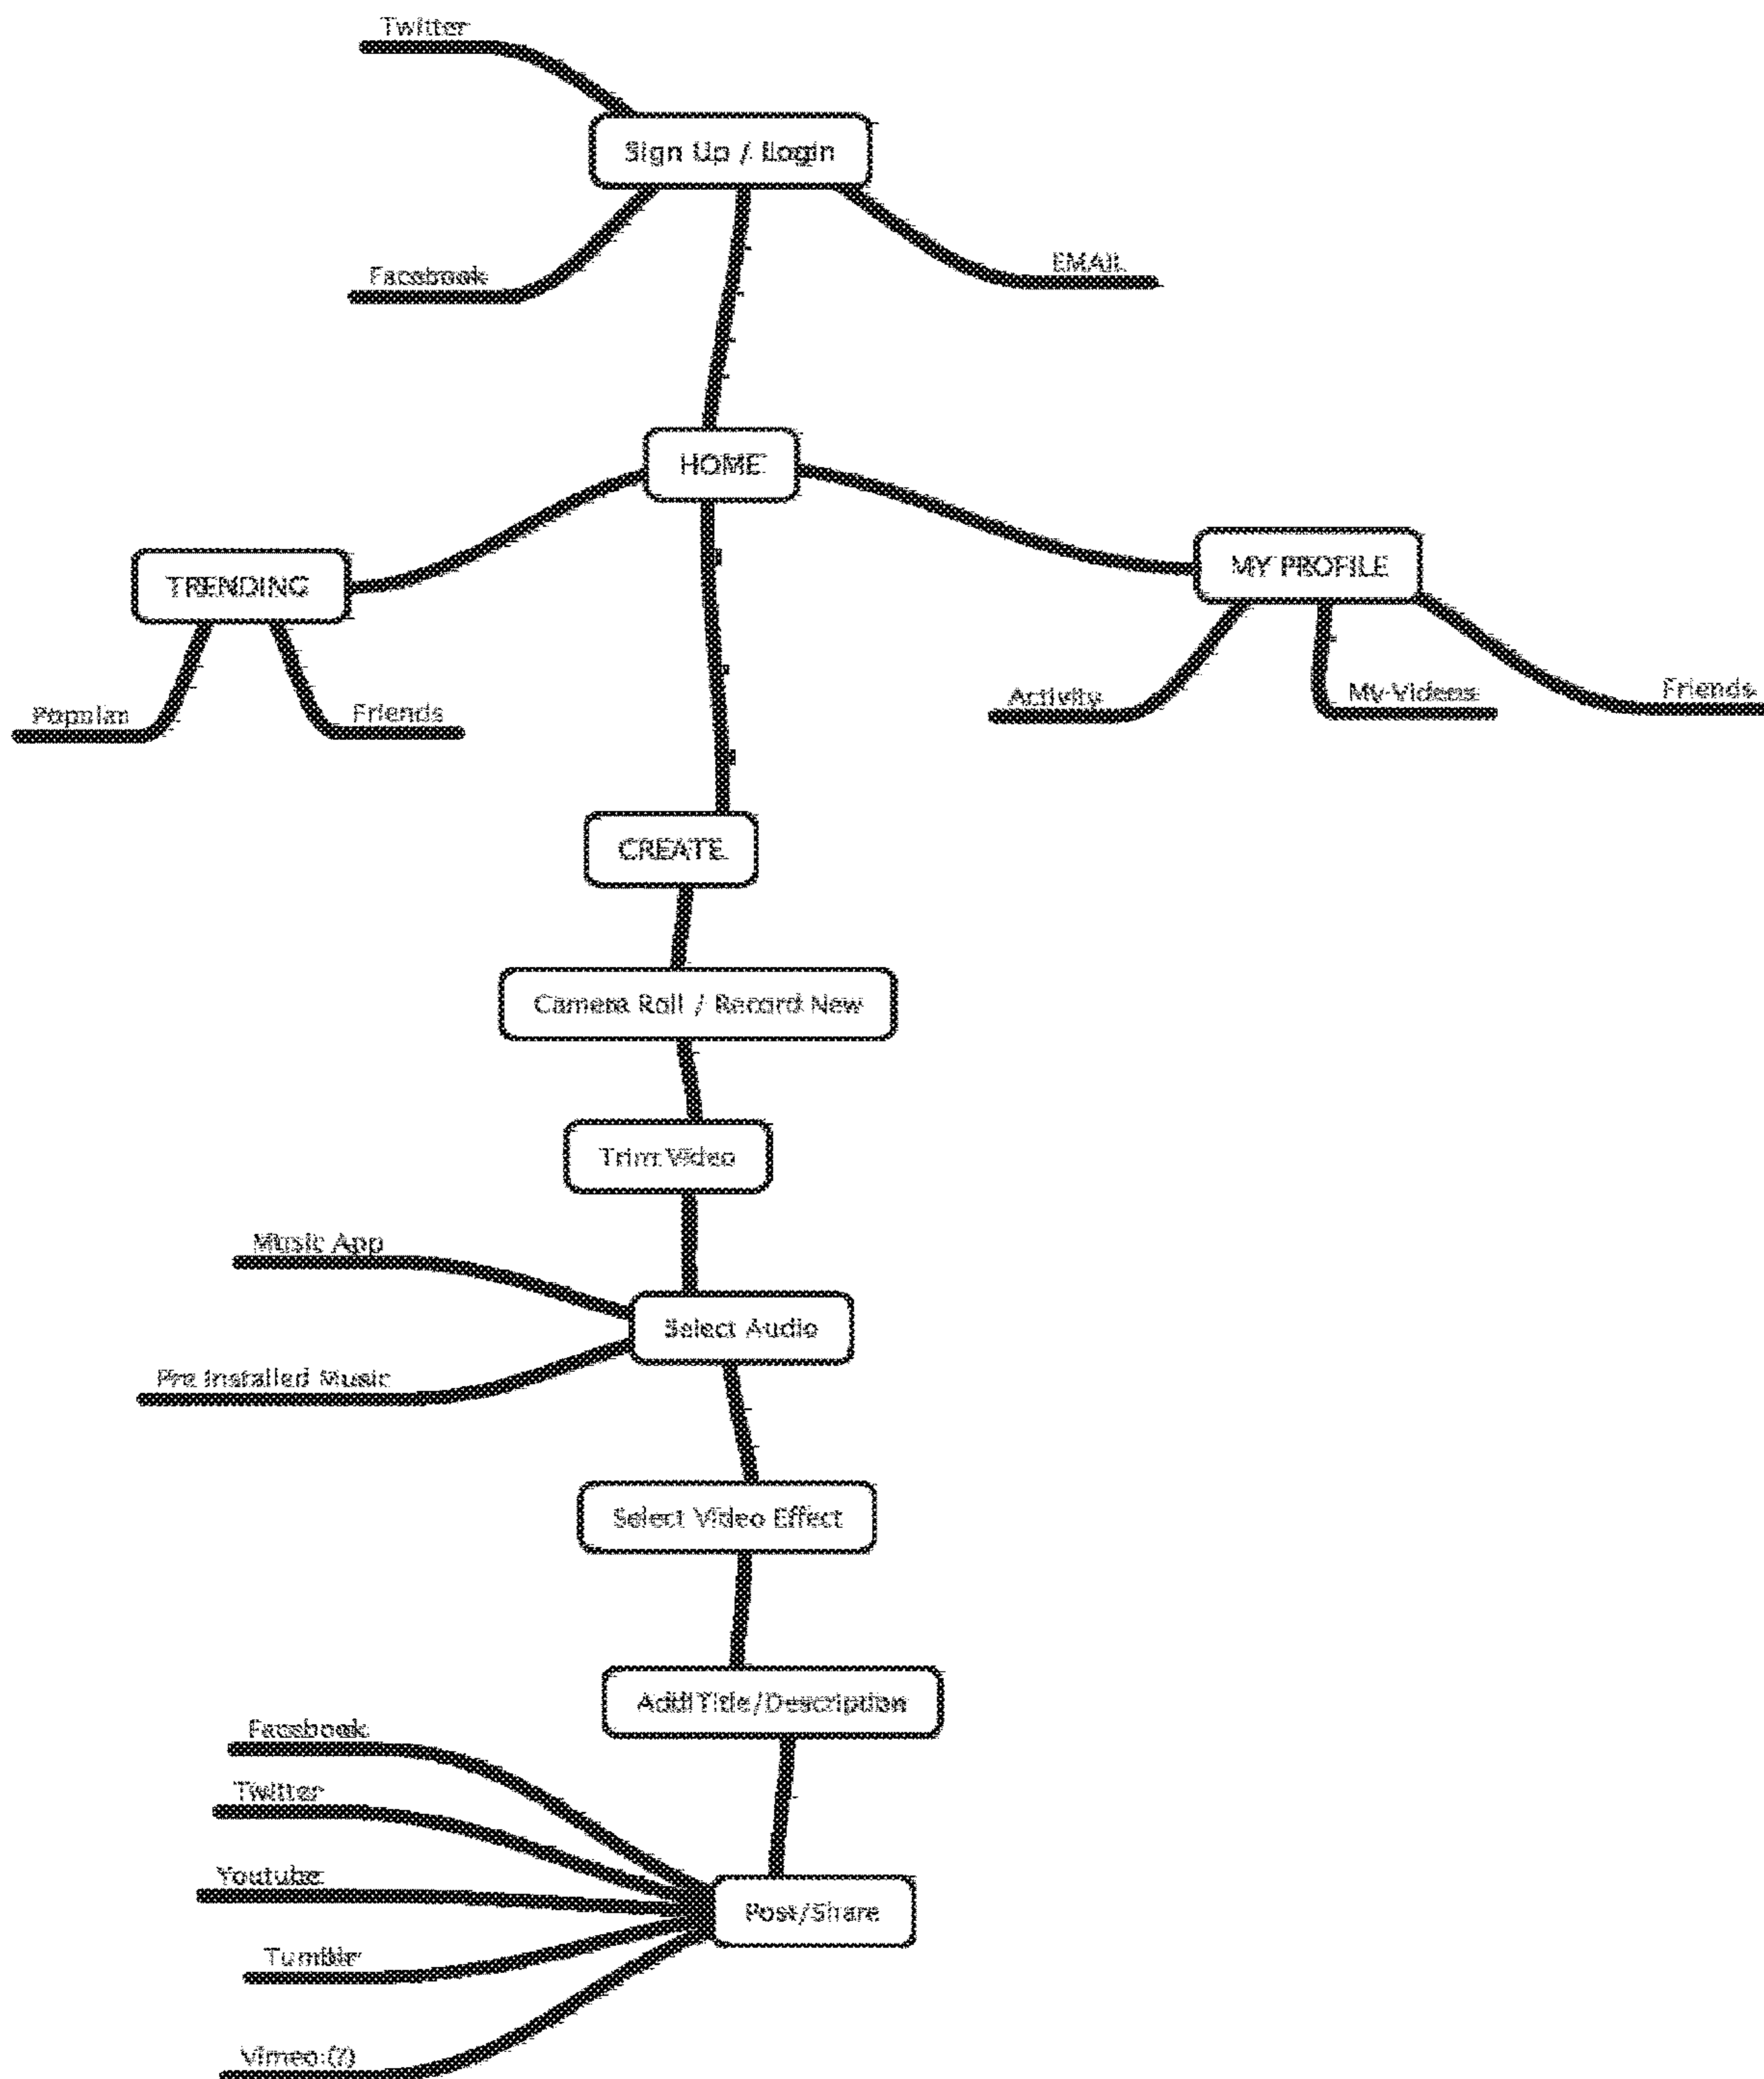 Twitter
Sign Up / Login
Facebook
EMAIL
HOME
TRENDING
MY PROFILE
Popular
Friends
Activity
My Videos
Friends
CREATE
Camera Roll / Record New
Trim Video
Music App
Select Audio
Pre Installed Music
Select Video Effect
Add Title/Description
Facebook
Twitter
Youtube
Post/Share
Tumblr
Vimeo (?)